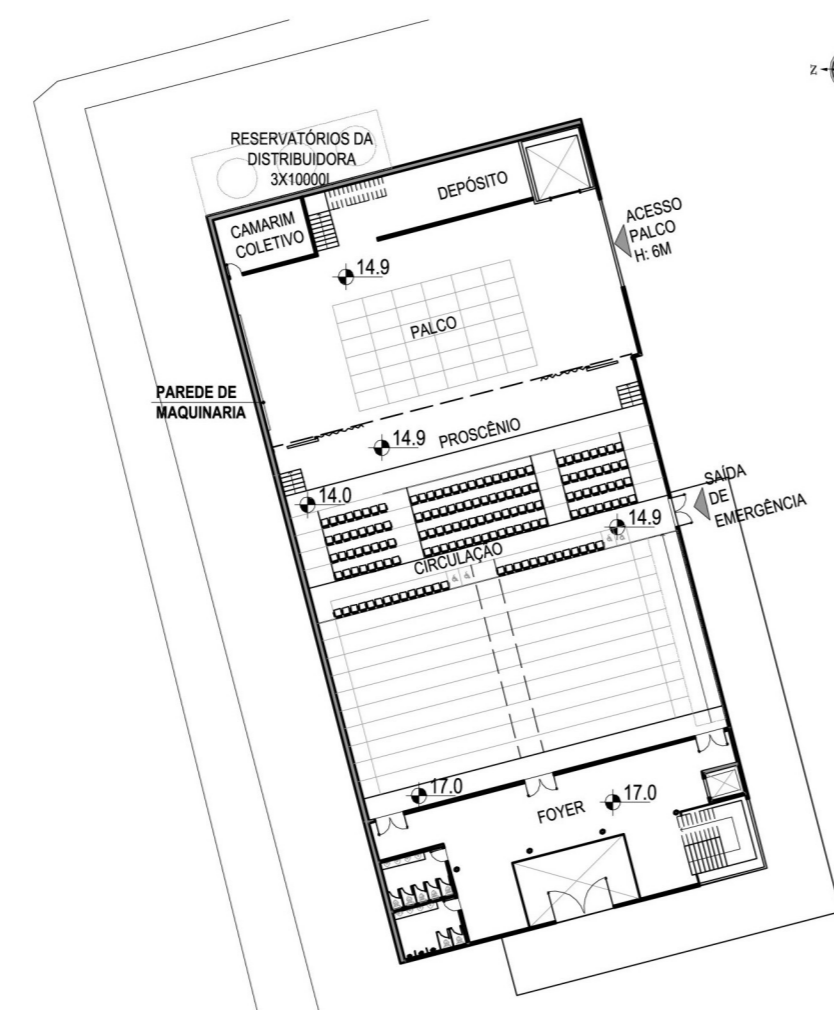 Z
RESERVATÓRIOS DA
DISTRIBUIDORA
3X10000L
DEPÓSITO
CAMARIM
COLETIVO
ACESSO
PALCO
H: 6M
14.9
PALCO
PAREDE DE
MAQUINARIA
14.9
PROSCÊNIO
14.0
SAÍDA
DE
EMERGÊNCIA
14.9
CIRCULAÇÃO
17.0
17.0
FOYER